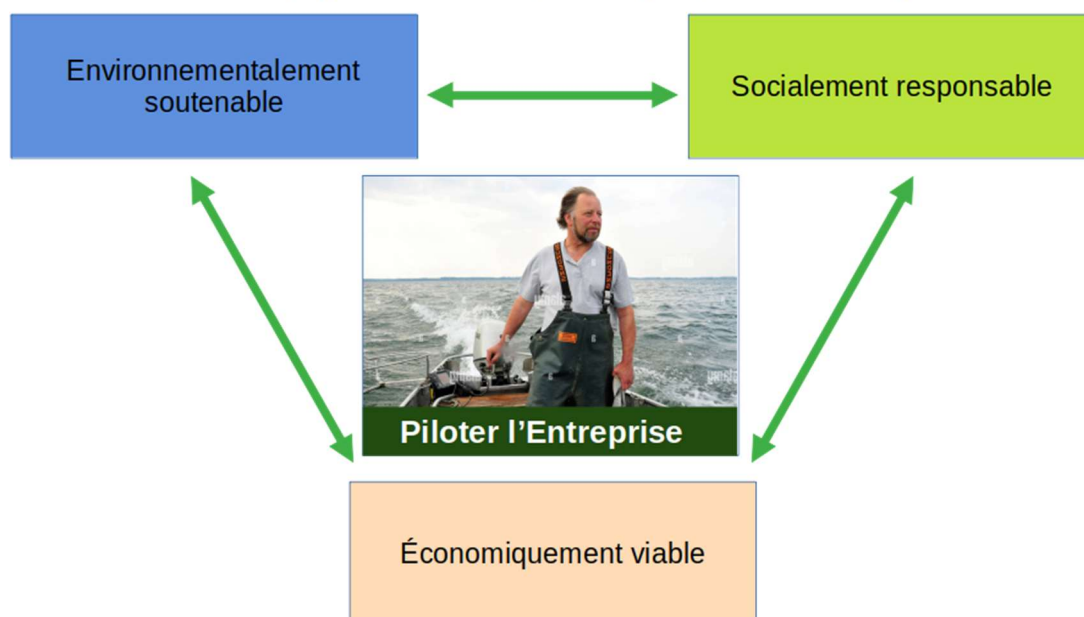 Environnementalement
soutenable
Socialement responsable
Piloter l'Entreprise
Économiquement viable